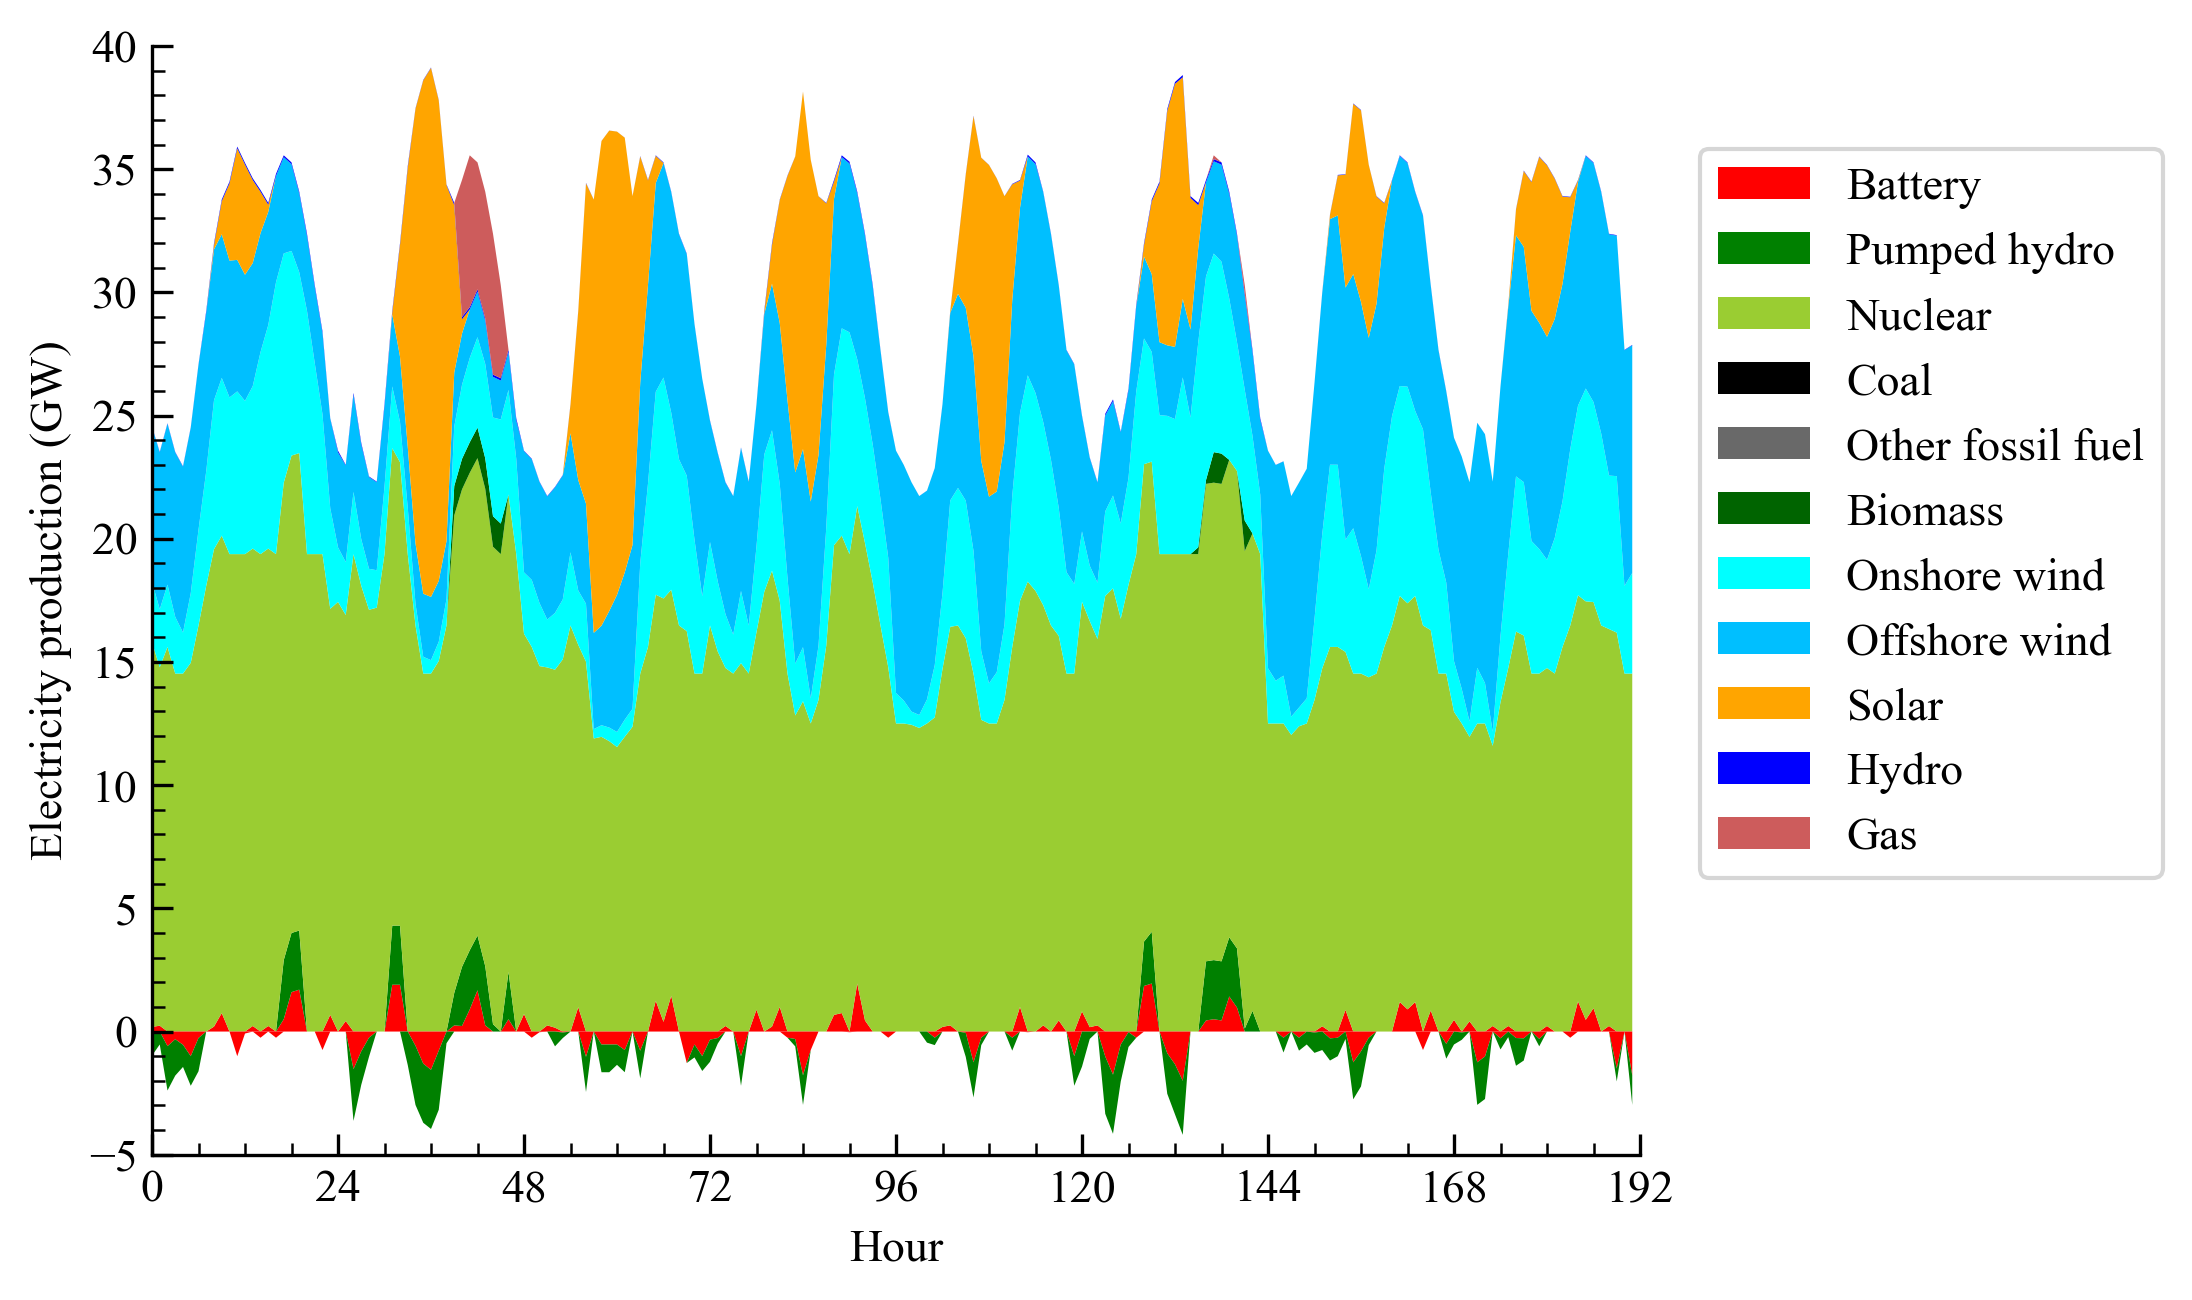 Electricity production (GW)
40
35
30
25
20
15
10
5
0
−5
0 24 48 72 96 120 144 168 192
Hour
Battery
Pumped hydro
Nuclear
Coal
Other fossil fuel
Biomass
Onshore wind
Offshore wind
Solar
Hydro
Gas